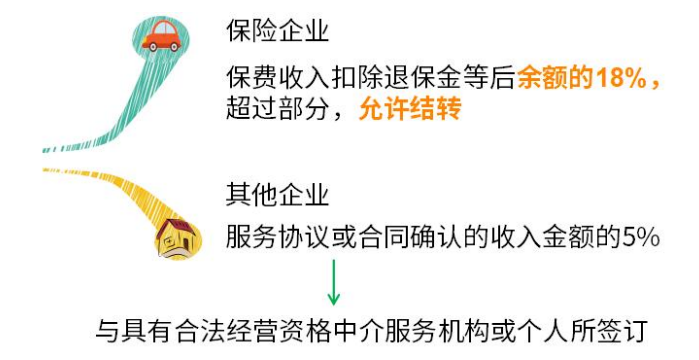 保险企业
保费收入扣除退保金等后余额的18%，
超过部分，允许结转
其他企业
服务协议或合同确认的收入金额的5%
与具有合法经营资格中介服务机构或个人所签订